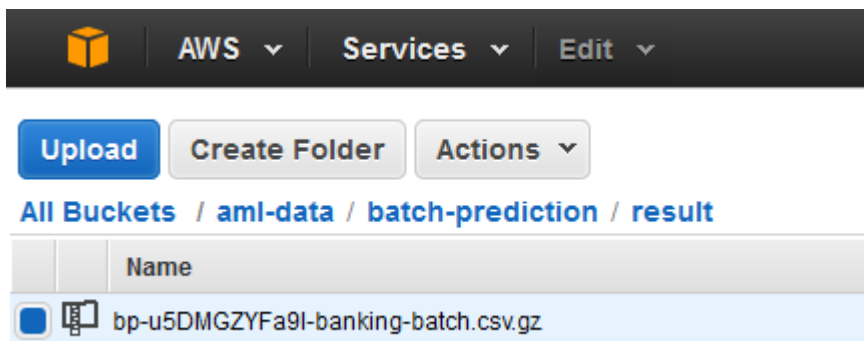 AWS Services Edit
Upload Create Folder Actions
All Buckets / aml-data / batch-prediction / result
Name
bp-u5DMGZYFa9I-banking-batch.csv.gz